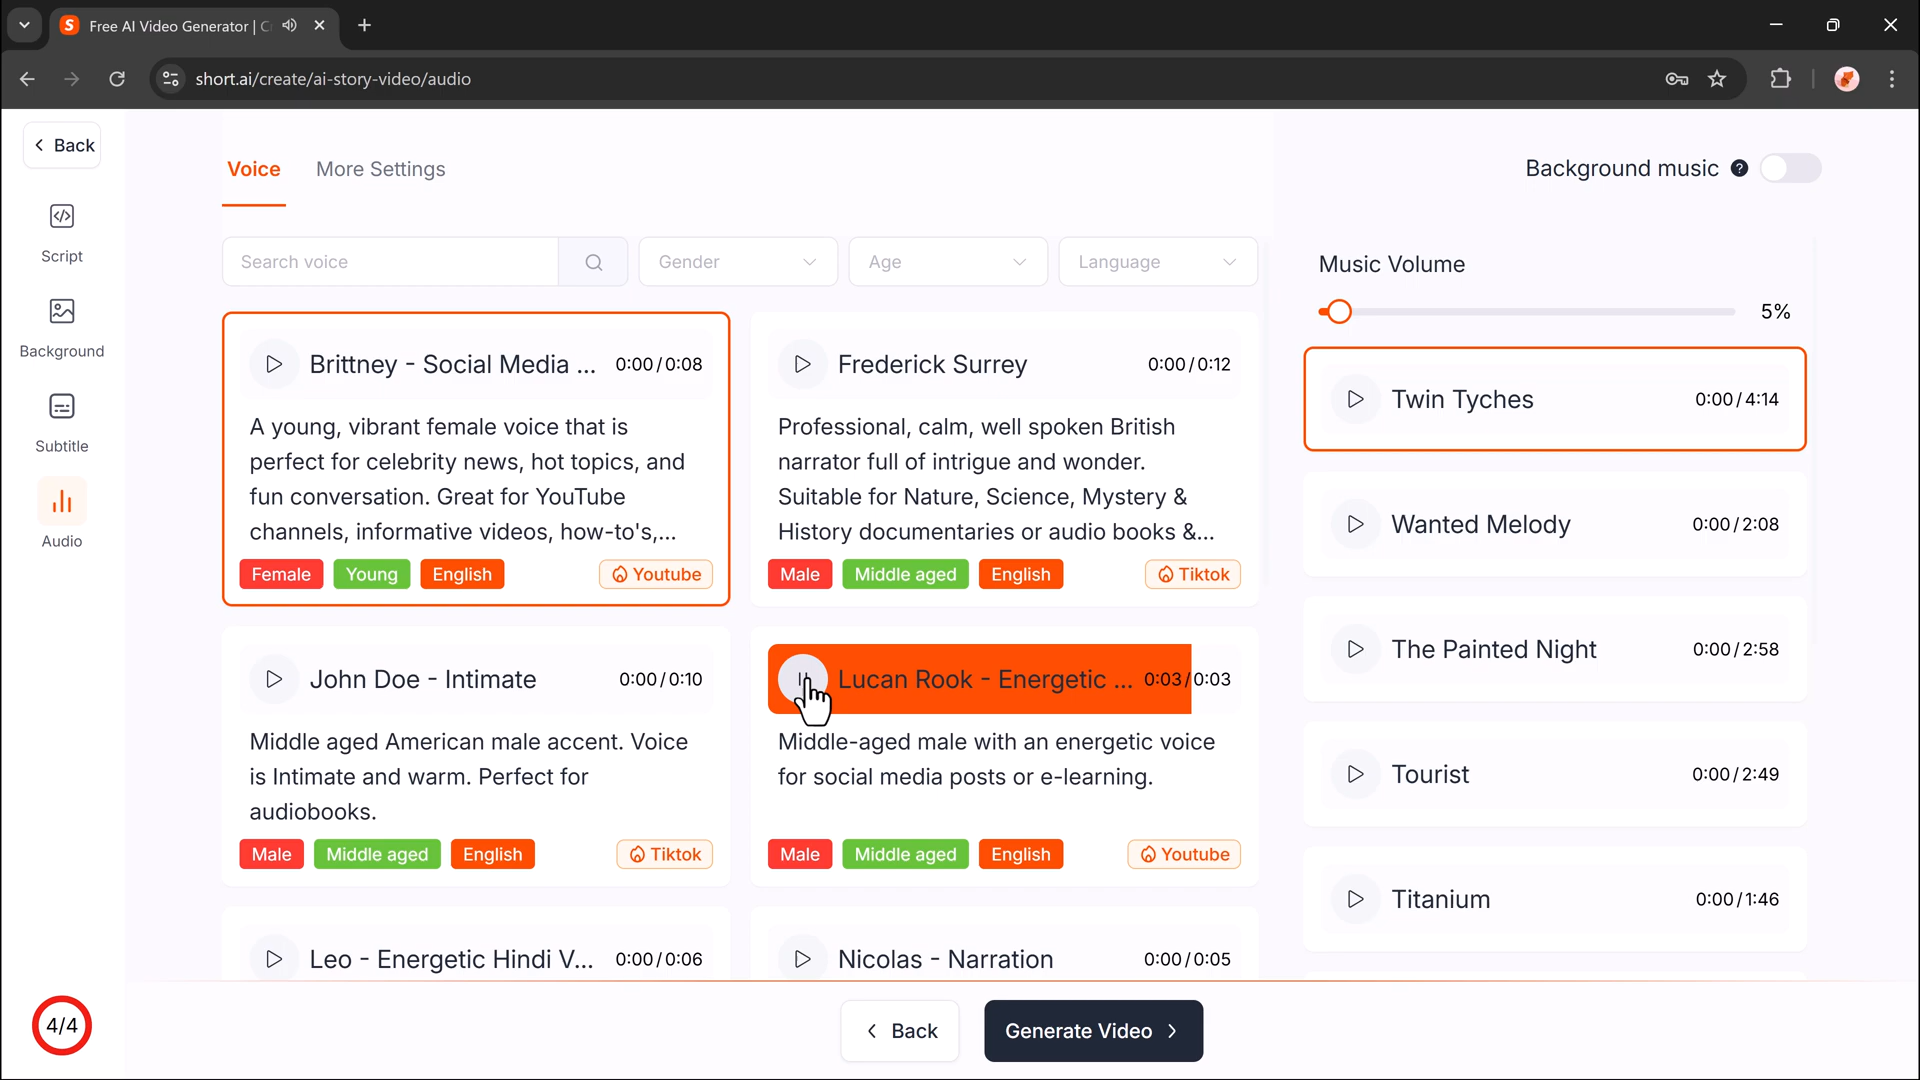 Free AI Video Generator | C
short.ai/create/ai-story-video/audio
Back
Script
Background
Subtitle
Audio
4/4
Voice
More Settings
Search voice
Gender
Age
Language
Brittney - Social Media ...
0:00/0:08
A young, vibrant female voice that is
perfect for celebrity news, hot topics, and
fun conversation. Great for YouTube
channels, informative videos, how-to's,...
Female
Young
English
Youtube
Frederick Surrey
0:00/0:12
Professional, calm, well spoken British
narrator full of intrigue and wonder.
Suitable for Nature, Science, Mystery &
History documentaries or audio books &...
Male
Middle aged
English
Tiktok
John Doe - Intimate
0:00/0:10
Middle aged American male accent. Voice
is Intimate and warm. Perfect for
audiobooks.
Male
Middle aged
English
Tiktok
Lucan Rook - Energetic ...
0:03/0:03
Middle-aged male with an energetic voice
for social media posts or e-learning.
Male
Middle aged
English
Youtube
Leo - Energetic Hindi V...
0:00/0:06
Nicolas - Narration
0:00/0:05
Background music ?
Music Volume
5%
Twin Tyches
0:00/4:14
Wanted Melody
0:00/2:08
The Painted Night
0:00/2:58
Tourist
0:00/2:49
Titanium
0:00/1:46
Back
Generate Video